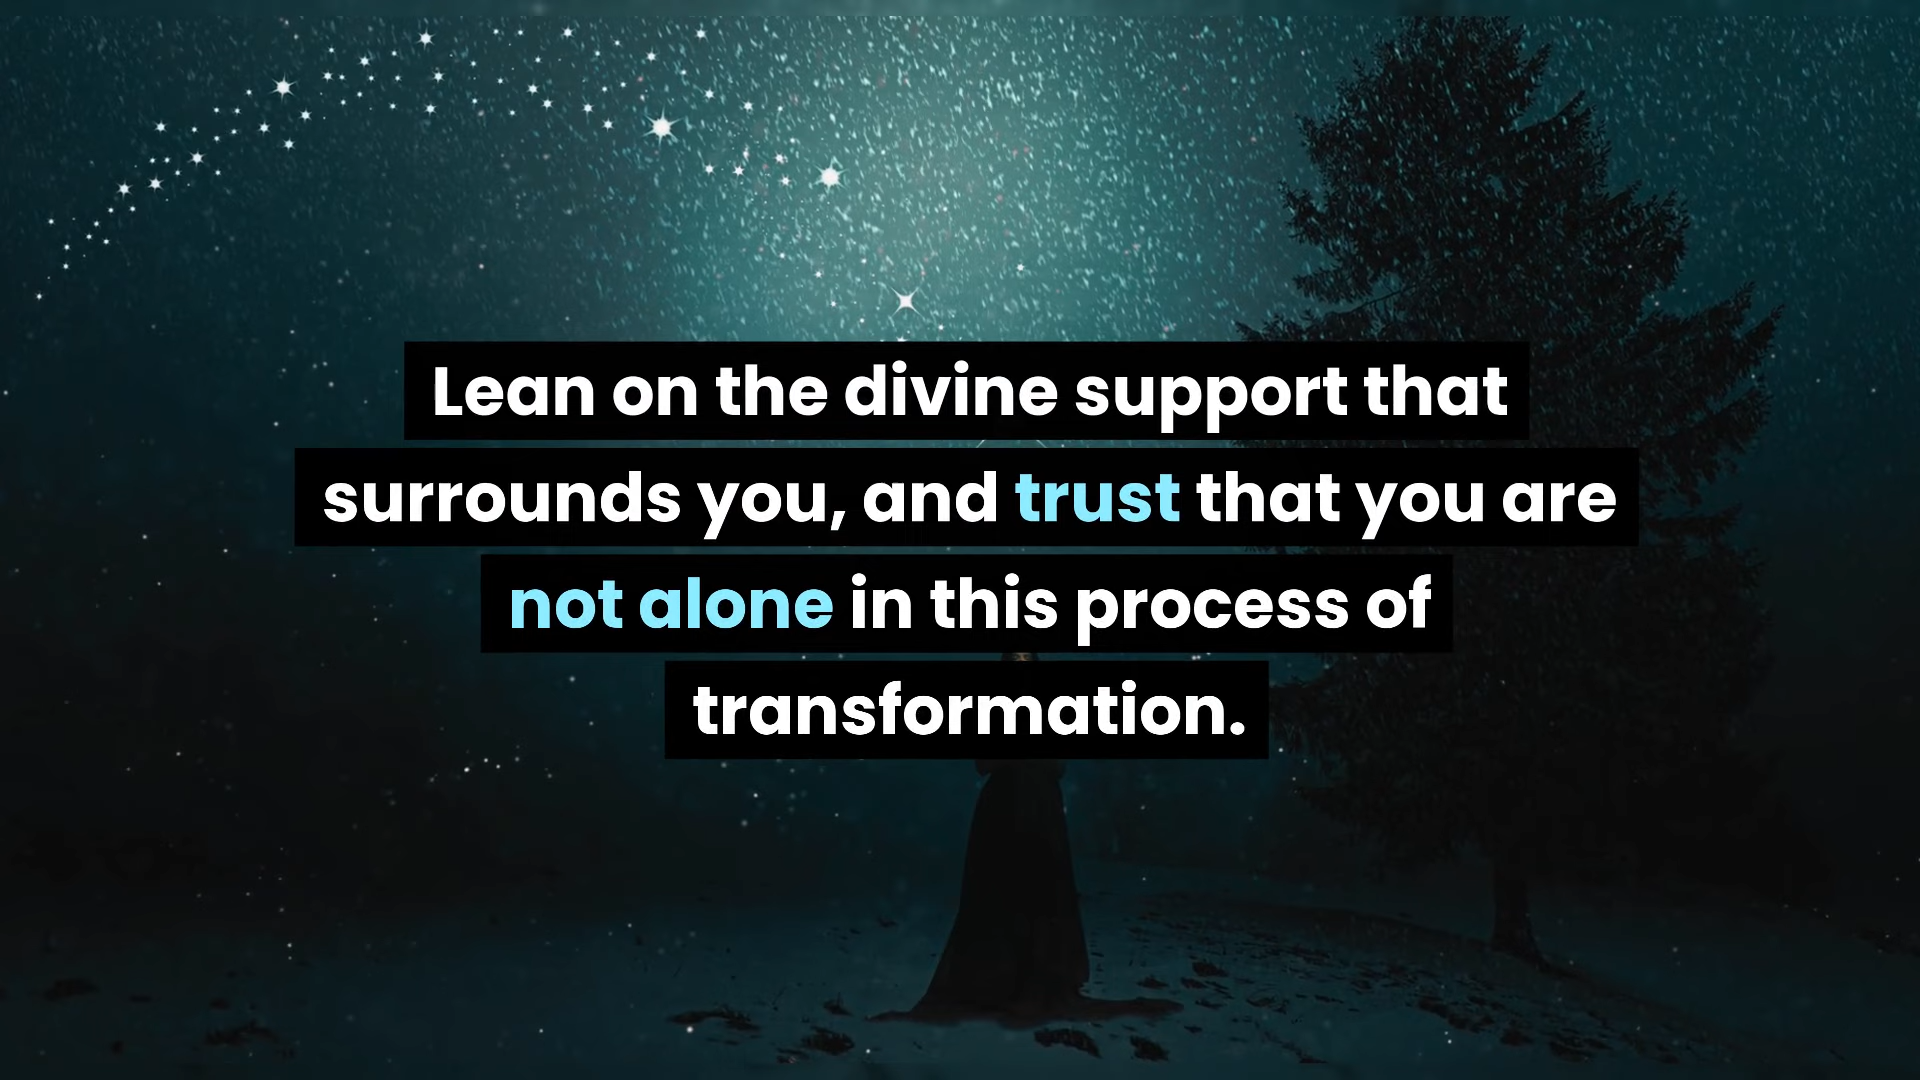 Lean on the divine support that
surrounds you, and trust that you are
not alone in this process of
transformation.